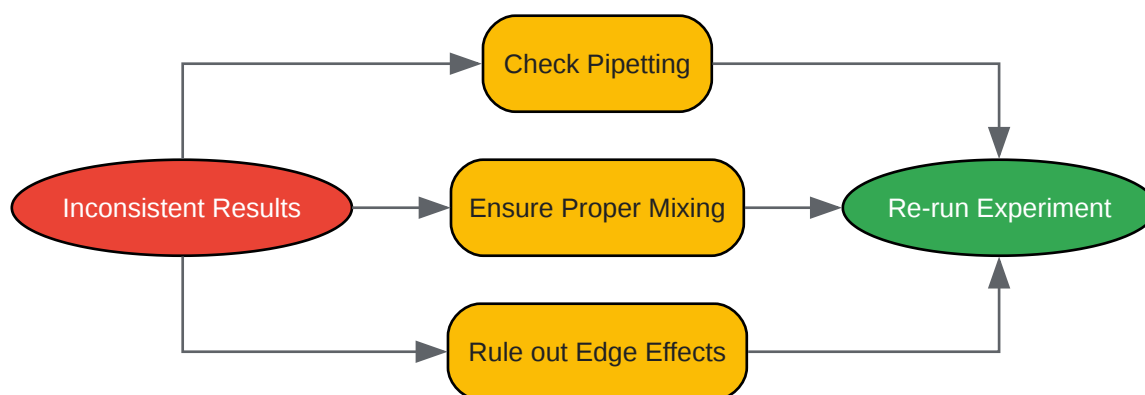 Check Pipetting
Inconsistent Results
Ensure Proper Mixing
Re-run Experiment
Rule out Edge Effects